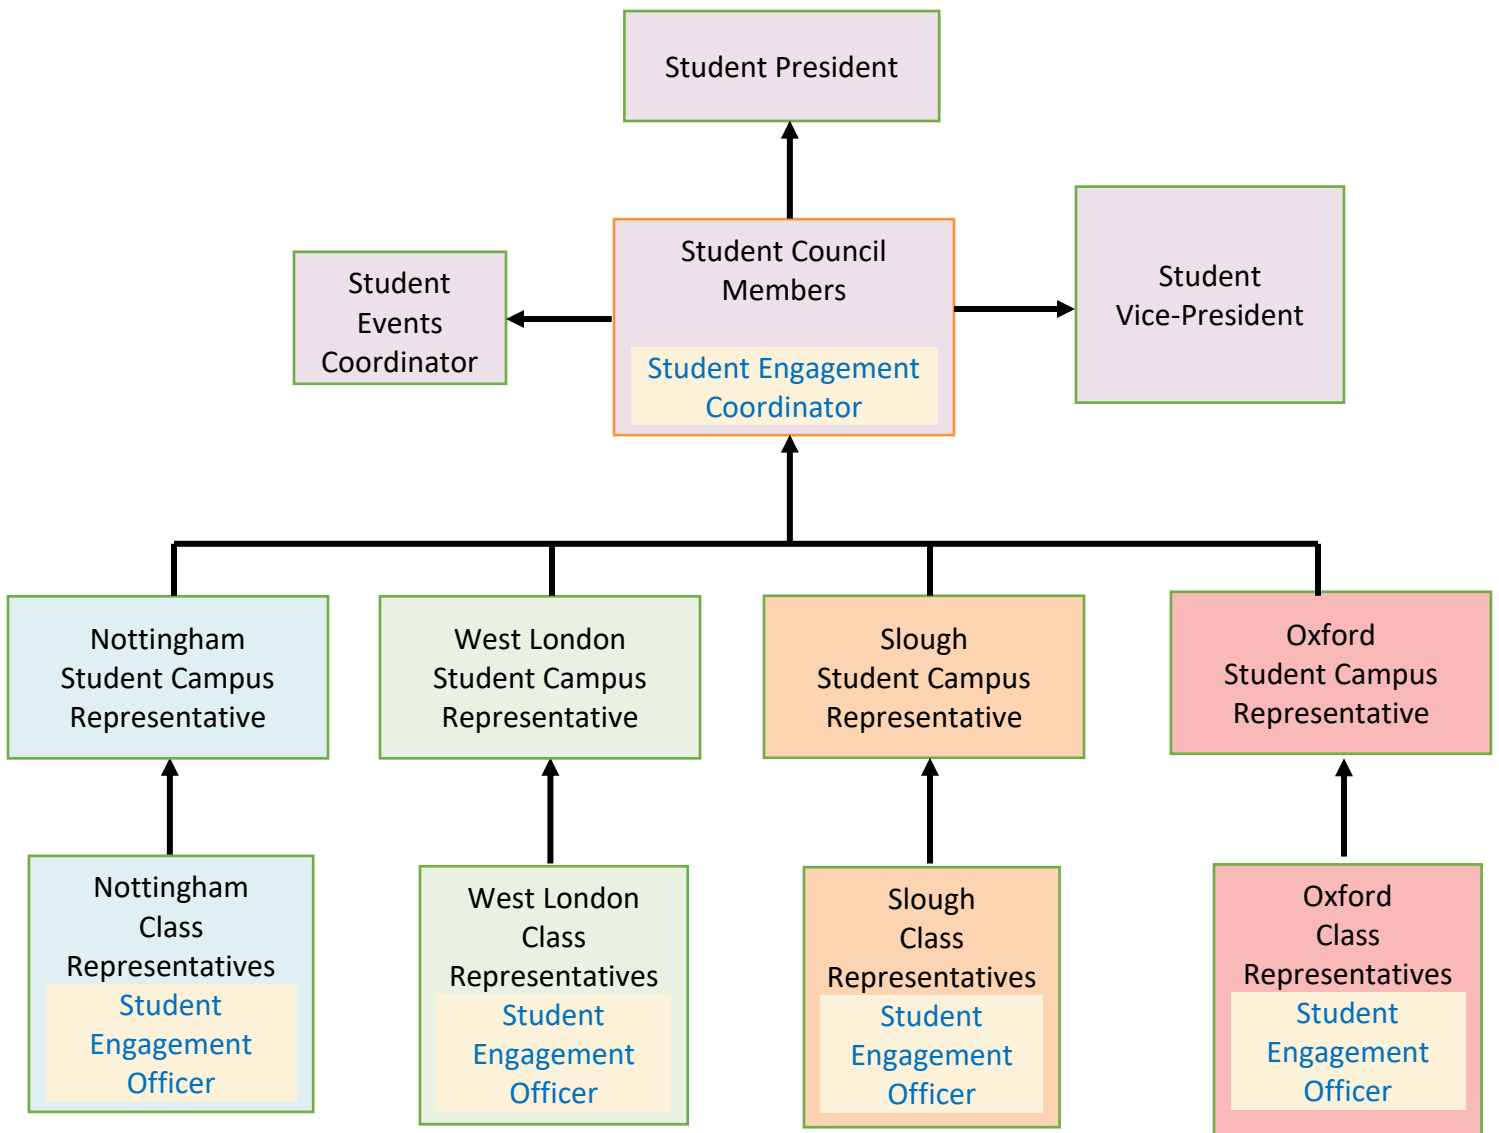 Student President
Student Council
Members
Student Engagement
Coordinator
Student
Events
Coordinator
Student
Vice-President
Nottingham
Student Campus
Representative
West London
Student Campus
Representative
Slough
Student Campus
Representative
Oxford
Student Campus
Representative
Nottingham
Class
Representatives
Student
Engagement
Officer
West London
Class
Representatives
Student
Engagement
Officer
Slough
Class
Representatives
Student
Engagement
Officer
Oxford
Class
Representatives
Student
Engagement
Officer